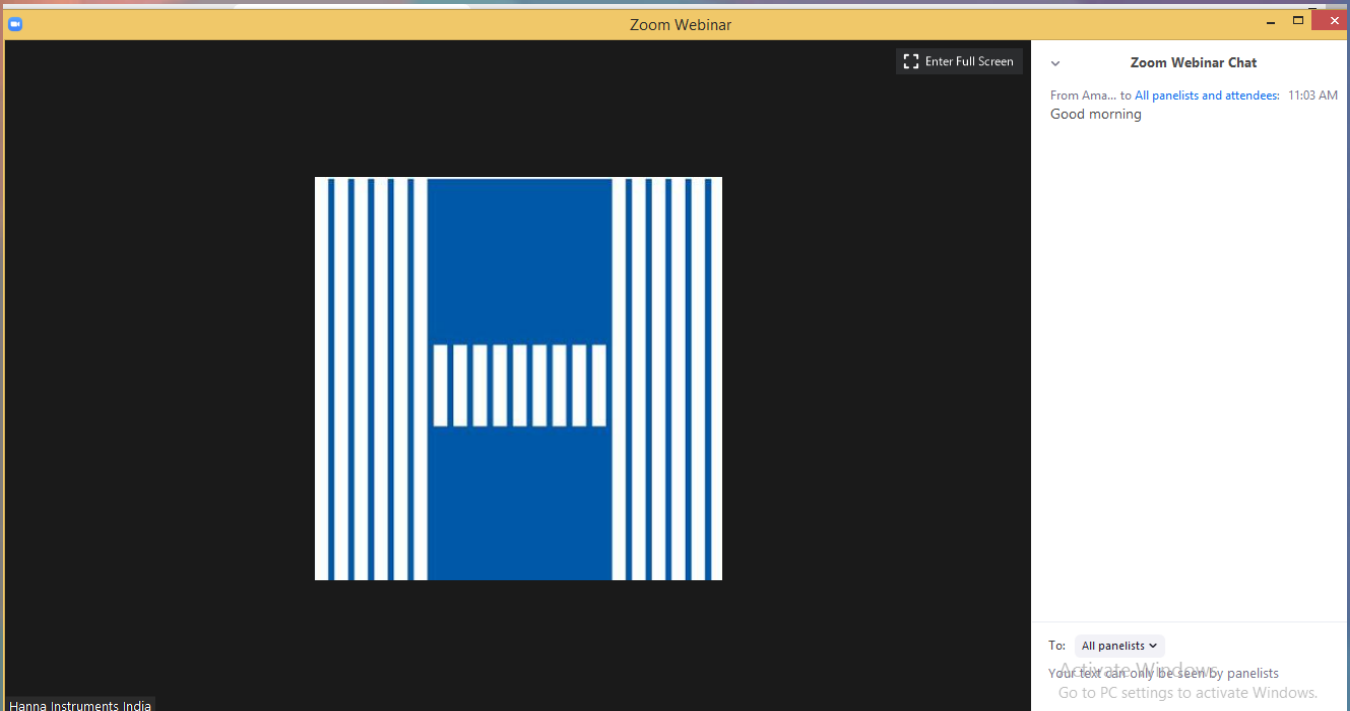 Zoom Webinar
Enter Full Screen
Zoom Webinar Chat
From Ama... to All panelists and attendees: 11:03 AM
Good morning
To: All panelists
Your text can only be seen by panelists
Activate Windows
Go to PC settings to activate Windows.
Hanna Instruments India